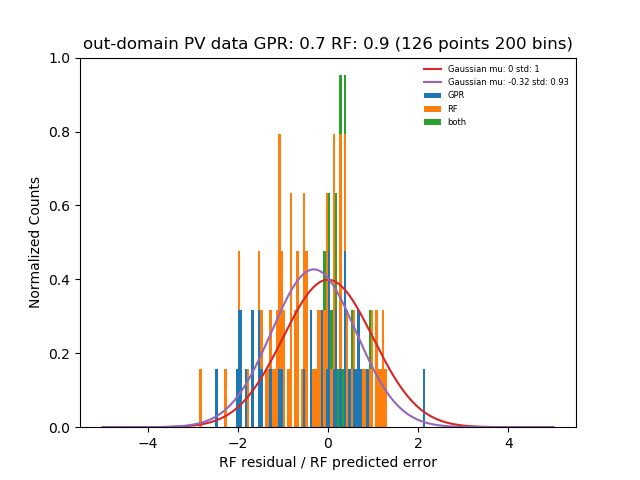 out-domain PV data GPR: 0.7 RF: 0.9 (126 points 200 bins)
Gaussian mu: 0 std: 1
Gaussian mu: -0.32 std: 0.93
GPR
RF
both
Normalized Counts
1.0
0.8
0.6
0.4
0.2
0.0
−4
−2
0
2
4
RF residual / RF predicted error